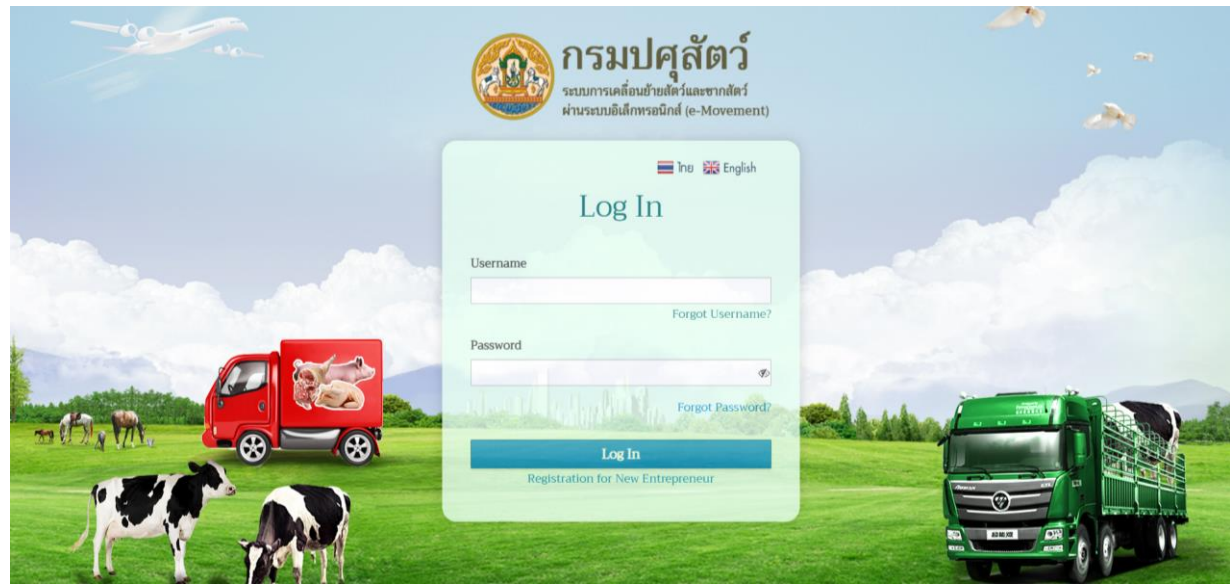 กรมปศุสัตว์
ระบบการเคลื่อนย้ายสัตว์และซากสัตว์
ผ่านระบบอิเล็กทรอนิกส์ (e-Movement)
ไทย English
Log In
Username
Forgot Username?
Password
Forgot Password?
Log In
Registration for New Entrepreneur